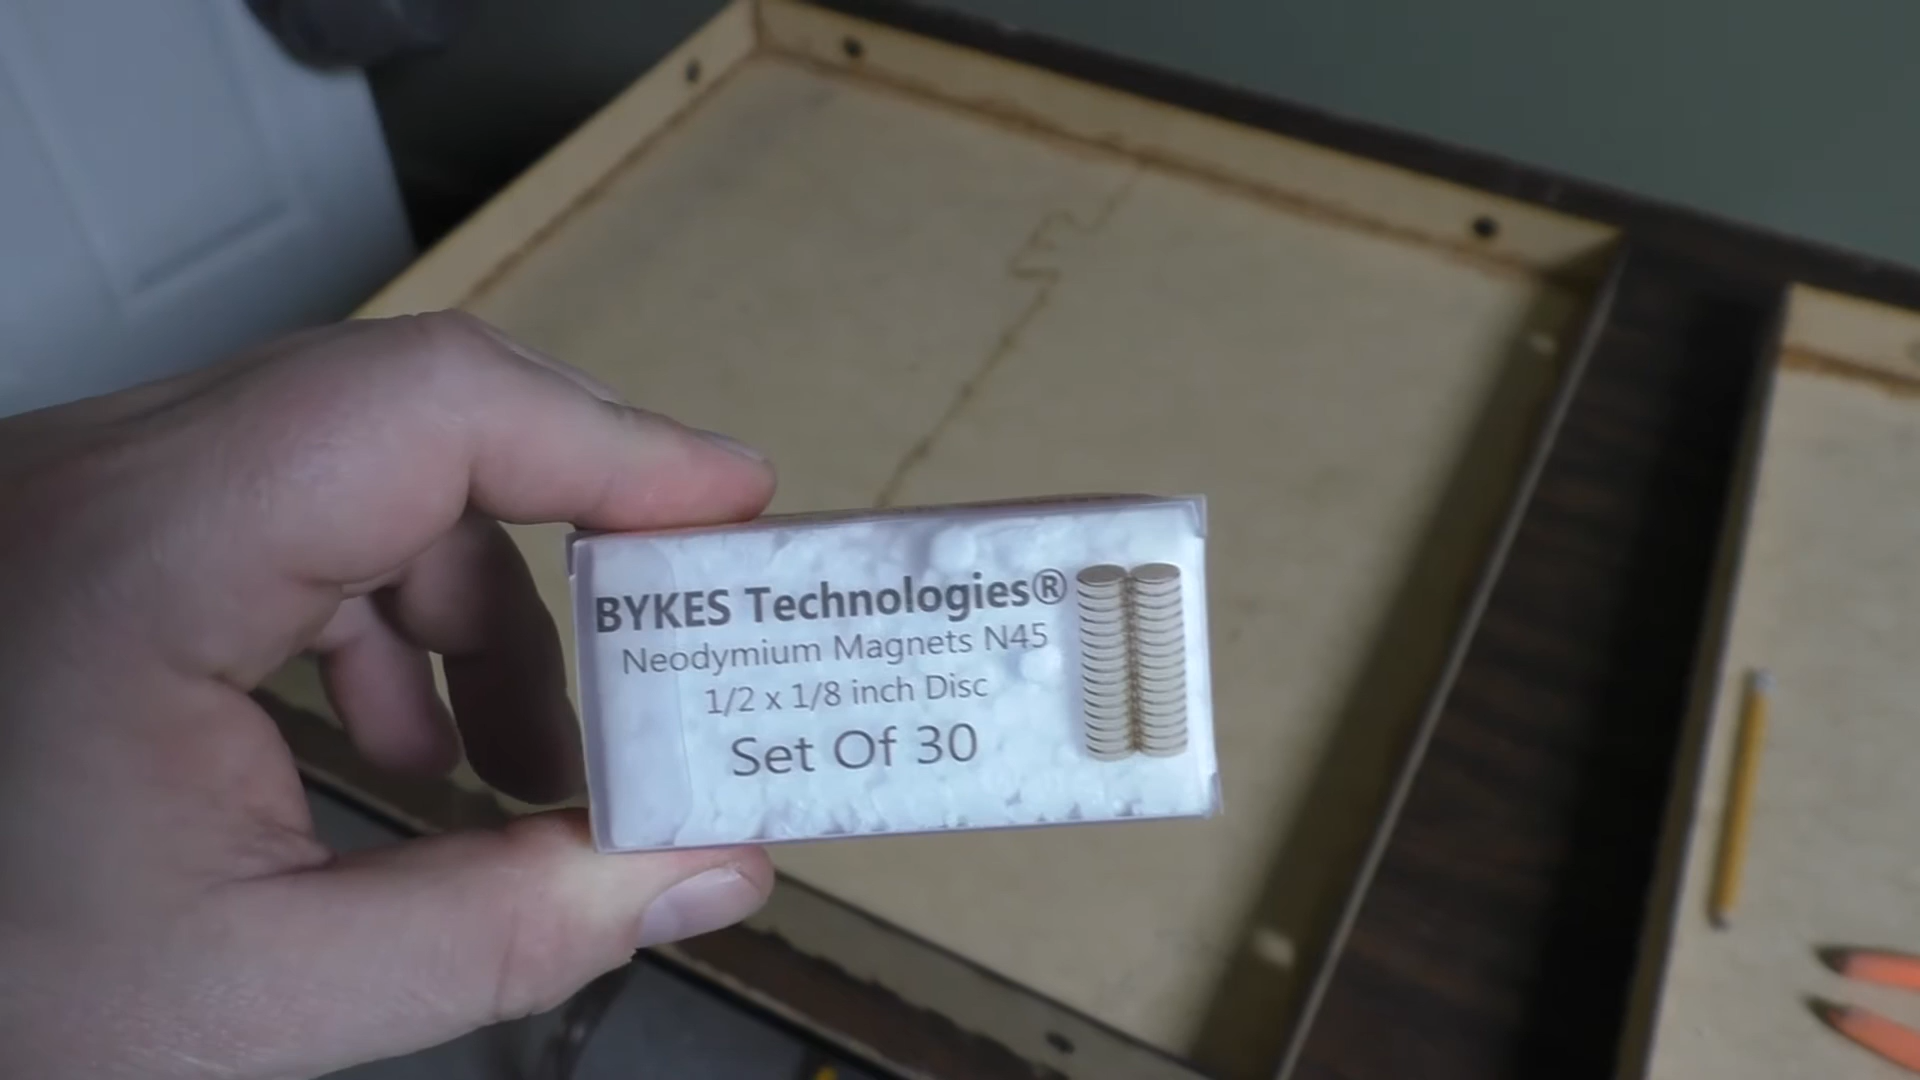 BYKES Technologies®
Neodymium Magnets N45
1/2 x 1/8 inch Disc
Set Of 30